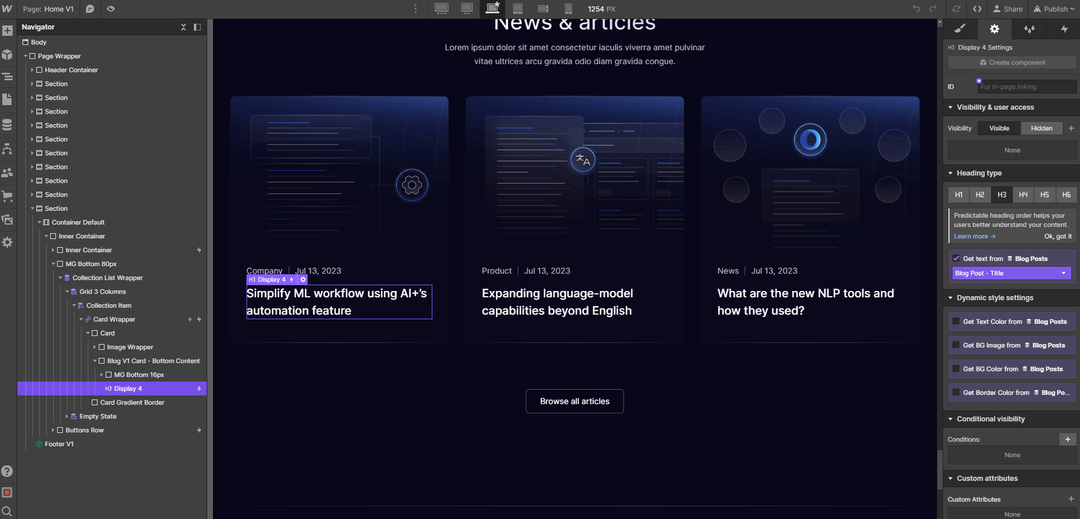 Page: Home V1
1254 PX
Share
Publish
Navigator
Body
Page Wrapper
Header Container
Section
Section
Section
Section
Section
Section
Section
Section
Section
Section
Container Default
Inner Container
Inner Container
MG Bottom 80px
Collection List Wrapper
Grid 3 Columns
Collection Item
Card Wrapper
Card
Image Wrapper
Blog V1 Card - Bottom Content
MG Bottom 16px
H3 Display 4
Card Gradient Border
Empty State
Buttons Row
Footer V1
News & articles
Lorem ipsum dolor sit amet consectetur iaculis viverra amet pulvinar
vitae ultrices arcu gravida odio diam gravida congue.
Company | Jul 13, 2023
H3 Display 4
Simplify ML workflow using AI+'s
automation feature
Product | Jul 13, 2023
Expanding language-model
capabilities beyond English
News | Jul 13, 2023
What are the new NLP tools and
how they used?
Browse all articles
H3 Display 4 Settings
Create component
ID For in-page linking
Visibility & user access
Visibility Visible Hidden
None
Heading type
H1 H2 H3 H4 H5 H6
Predictable heading order helps your
users better understand your content.
Learn more → Ok, got it
Get text from Blog Posts
Blog Post - Title
Dynamic style settings
Get Text Color from Blog Posts
Get BG Image from Blog Posts
Get BG Color from Blog Posts
Get Border Color from Blog Po...
Conditional visibility
Conditions:
None
Custom attributes
Custom Attributes
None